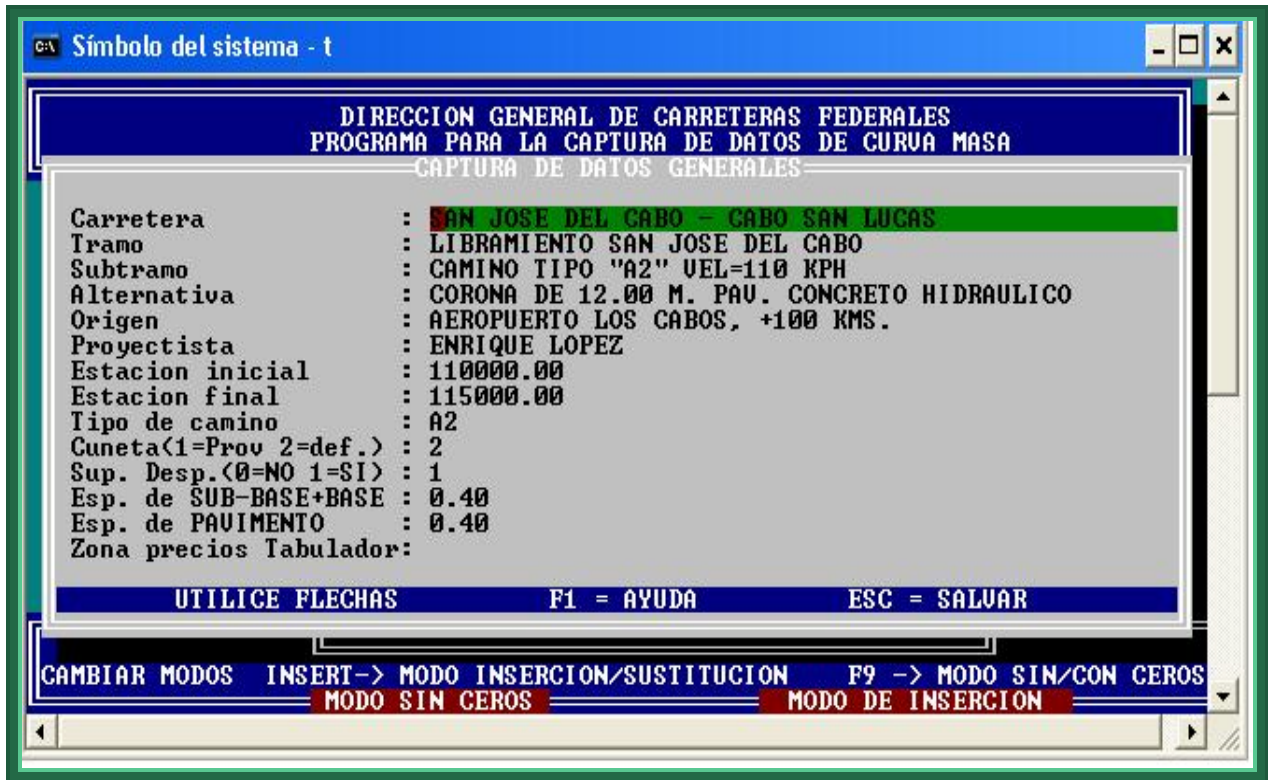 Símbolo del sistema - t
DIRECCION GENERAL DE CARRETERAS FEDERALES
PROGRAMA PARA LA CAPTURA DE DATOS DE CURVA MASA
CAPTURA DE DATOS GENERALES
Carretera : SAN JOSE DEL CABO - CABO SAN LUCAS
Tramo : LIBRAMIENTO SAN JOSE DEL CABO
Subtramo : CAMINO TIPO "A2" VEL=110 KPH
Alternativa : CORONA DE 12.00 M. PAV. CONCRETO HIDRAULICO
Origen : AEROPUERTO LOS CABOS, +100 KMS.
Proyectista : ENRIQUE LOPEZ
Estacion inicial : 110000.00
Estacion final : 115000.00
Tipo de camino : A2
Cuneta(1=Prov 2=def.) : 2
Sup. Desp.(0=NO 1=SI) : 1
Esp. de SUB-BASE+BASE : 0.40
Esp. de PAVIMENTO : 0.40
Zona precios Tabulador:
UTILICE FLECHAS F1 = AYUDA ESC = SALVAR
CAMBIAR MODOS INSERT-> MODO INSERCION/SUSTITUCION F9 -> MODO SIN/CON CEROS
MODO SIN CEROS MODO DE INSERCION